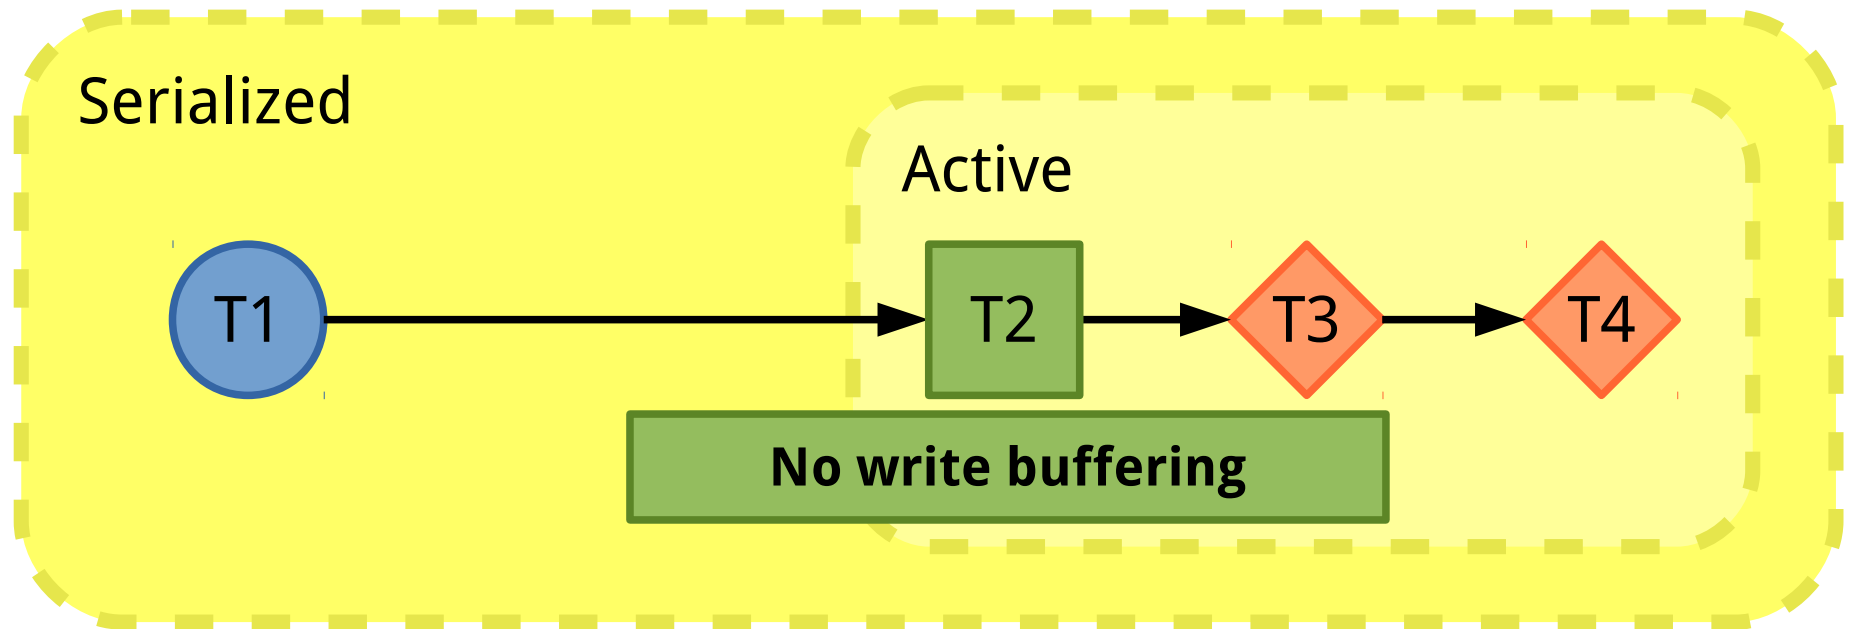 Serialized
Active
T1
T2
T3
T4
No write buffering